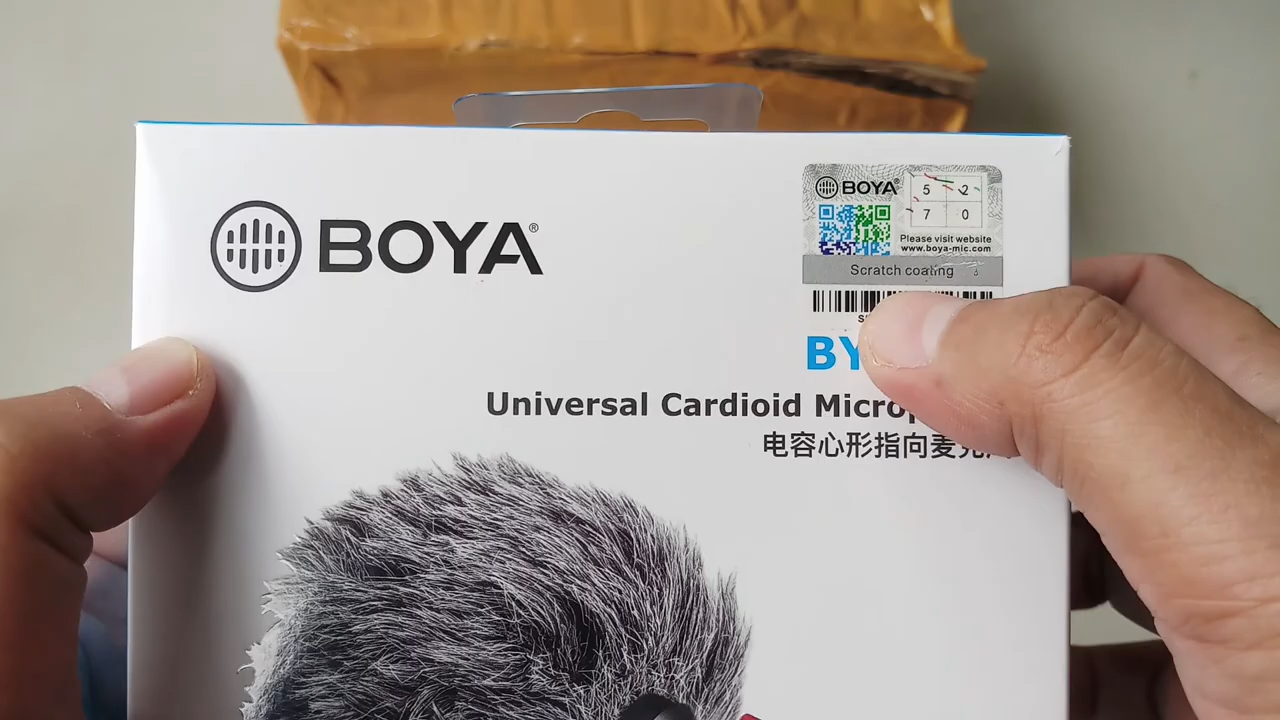 BOYA®
BOYA
5 2
7 0
Please visit website
www.boya-mic.com
Scratch coating
BY
Universal Cardioid
电容心形指向麦克